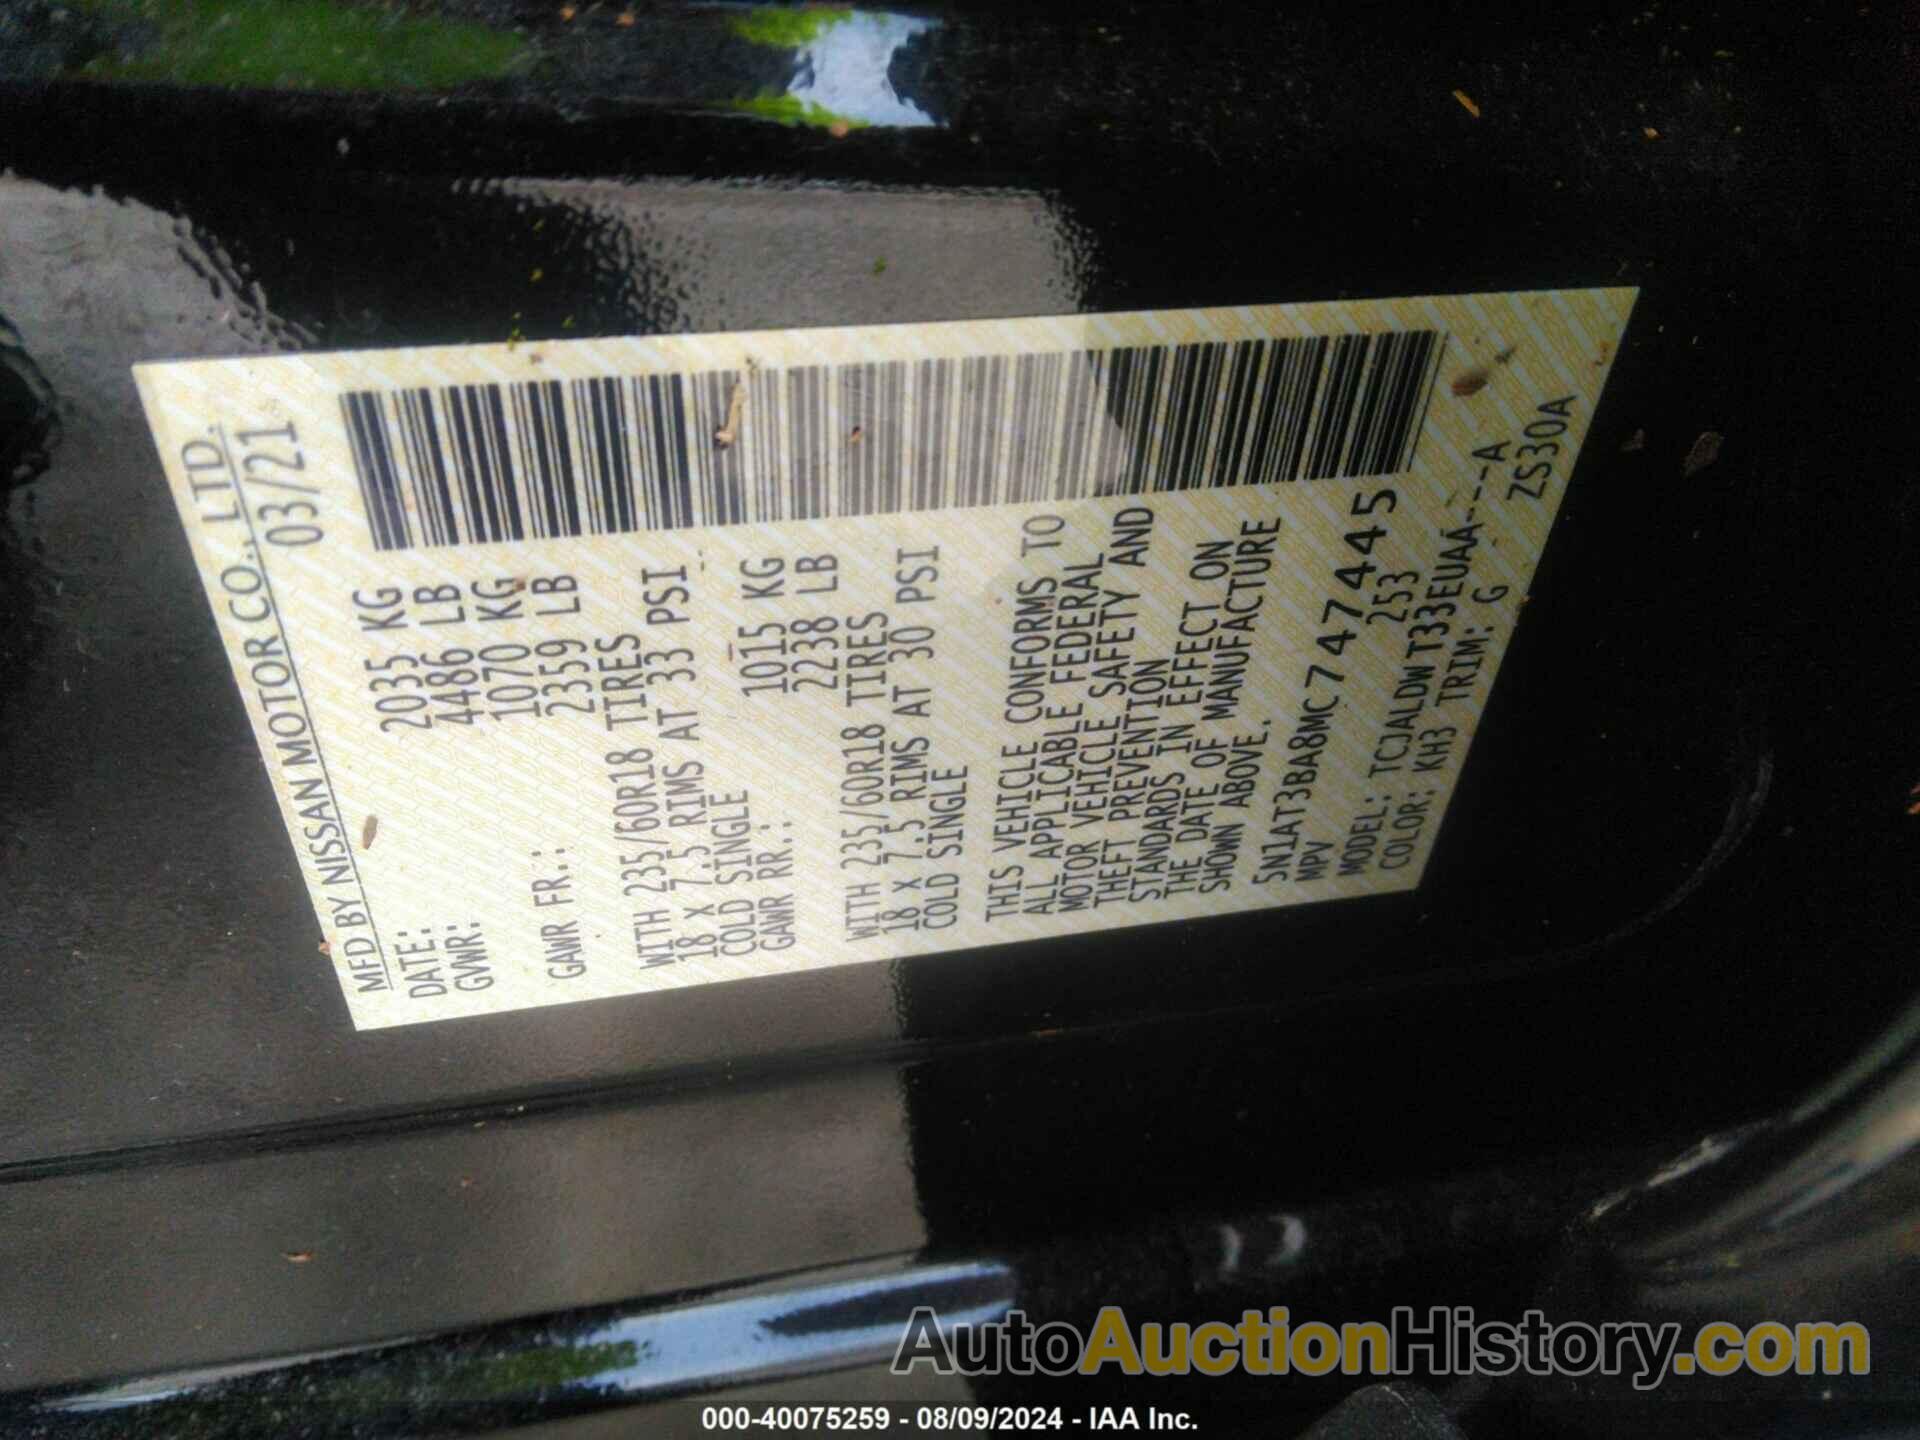 MFD BY NISSAN MOTOR CO., LTD.
DATE: 03/21
GVWR: 2035 KG
4486 LB
GAWR FR.: 1070 KG
2359 LB
WITH 235/60R18 TIRES
18 X 7.5 RIMS AT 33 PSI
COLD SINGLE
GAWR RR.: 1015 KG
2238 LB
WITH 235/60R18 TIRES
18 X 7.5 RIMS AT 30 PSI
COLD SINGLE
THIS VEHICLE CONFORMS TO
ALL APPLICABLE FEDERAL
MOTOR VEHICLE SAFETY AND
THEFT PREVENTION
STANDARDS IN EFFECT ON
THE DATE OF MANUFACTURE
SHOWN ABOVE.
5N1AT3BA8MC747445
MPV 253
MODEL: TCJALDW T33EUAÁ----A
COLOR: KH3 TRIM: G ZS30A
AutoAuctionHistory.com
000-40075259 - 08/09/2024 - IAA Inc.